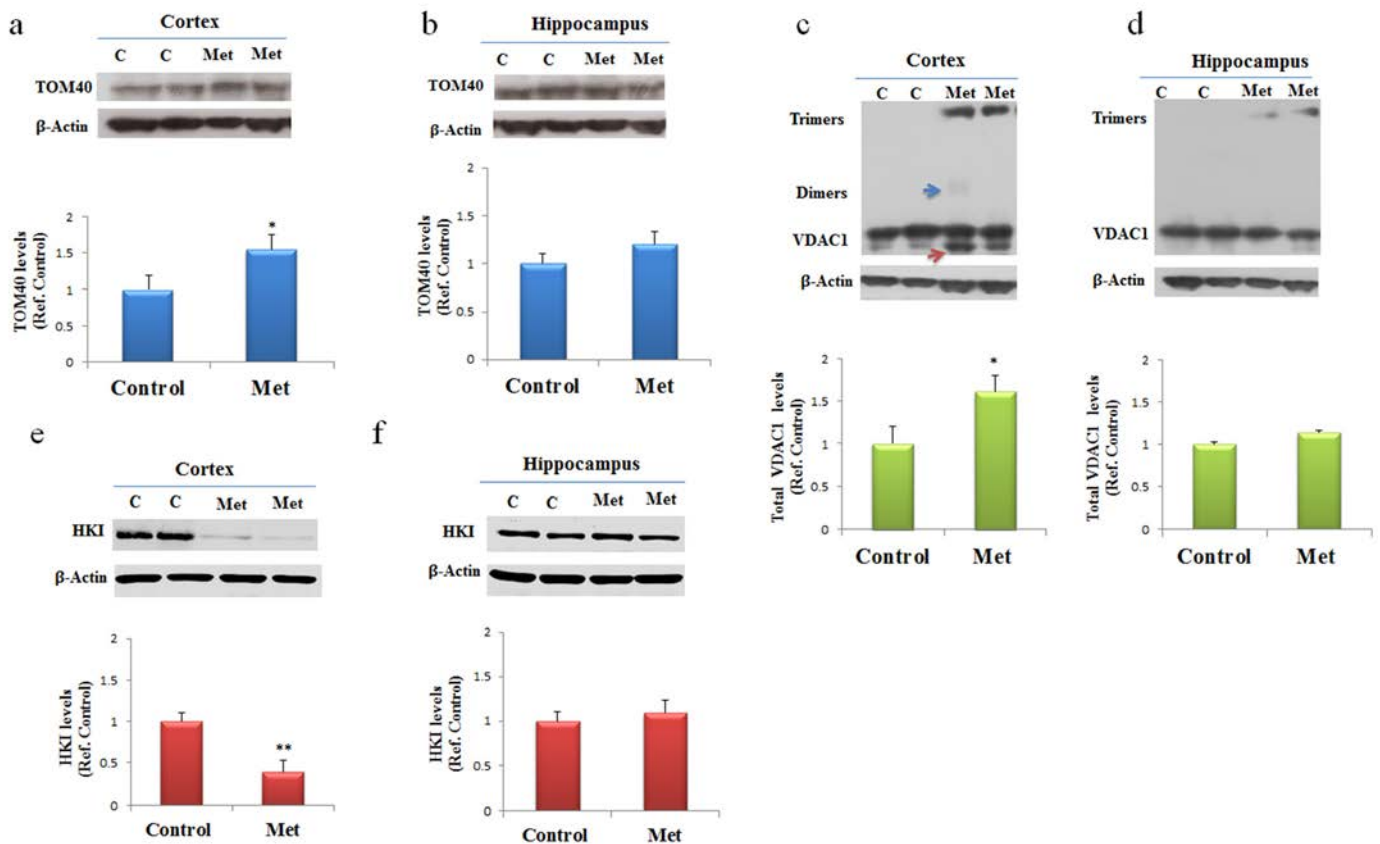 a
Cortex
C C Met Met
TOM40
β-Actin
TOM40 levels
(Ref. Control)
2
*
1.5
1
0.5
0
Control Met
b
Hippocampus
C C Met Met
TOM40
β-Actin
TOM40 levels
(Ref. Control)
2
1.5
1
0.5
0
Control Met
c
Cortex
C C Met Met
Trimers
Dimers
VDAC1
β-Actin
Total VDAC1 levels
(Ref. Control)
2
*
1.5
1
0.5
0
Control Met
d
Hippocampus
C C Met Met
Trimers
VDAC1
β-Actin
Total VDAC1 levels
(Ref. Control)
2
1.5
1
0.5
0
Control Met
e
Cortex
C C Met Met
HKI
β-Actin
HKI levels
(Ref. Control)
2
1.5
1
**
0.5
0
Control Met
f
Hippocampus
C C Met Met
HKI
β-Actin
HKI levels
(Ref. Control)
2
1.5
1
0.5
0
Control Met